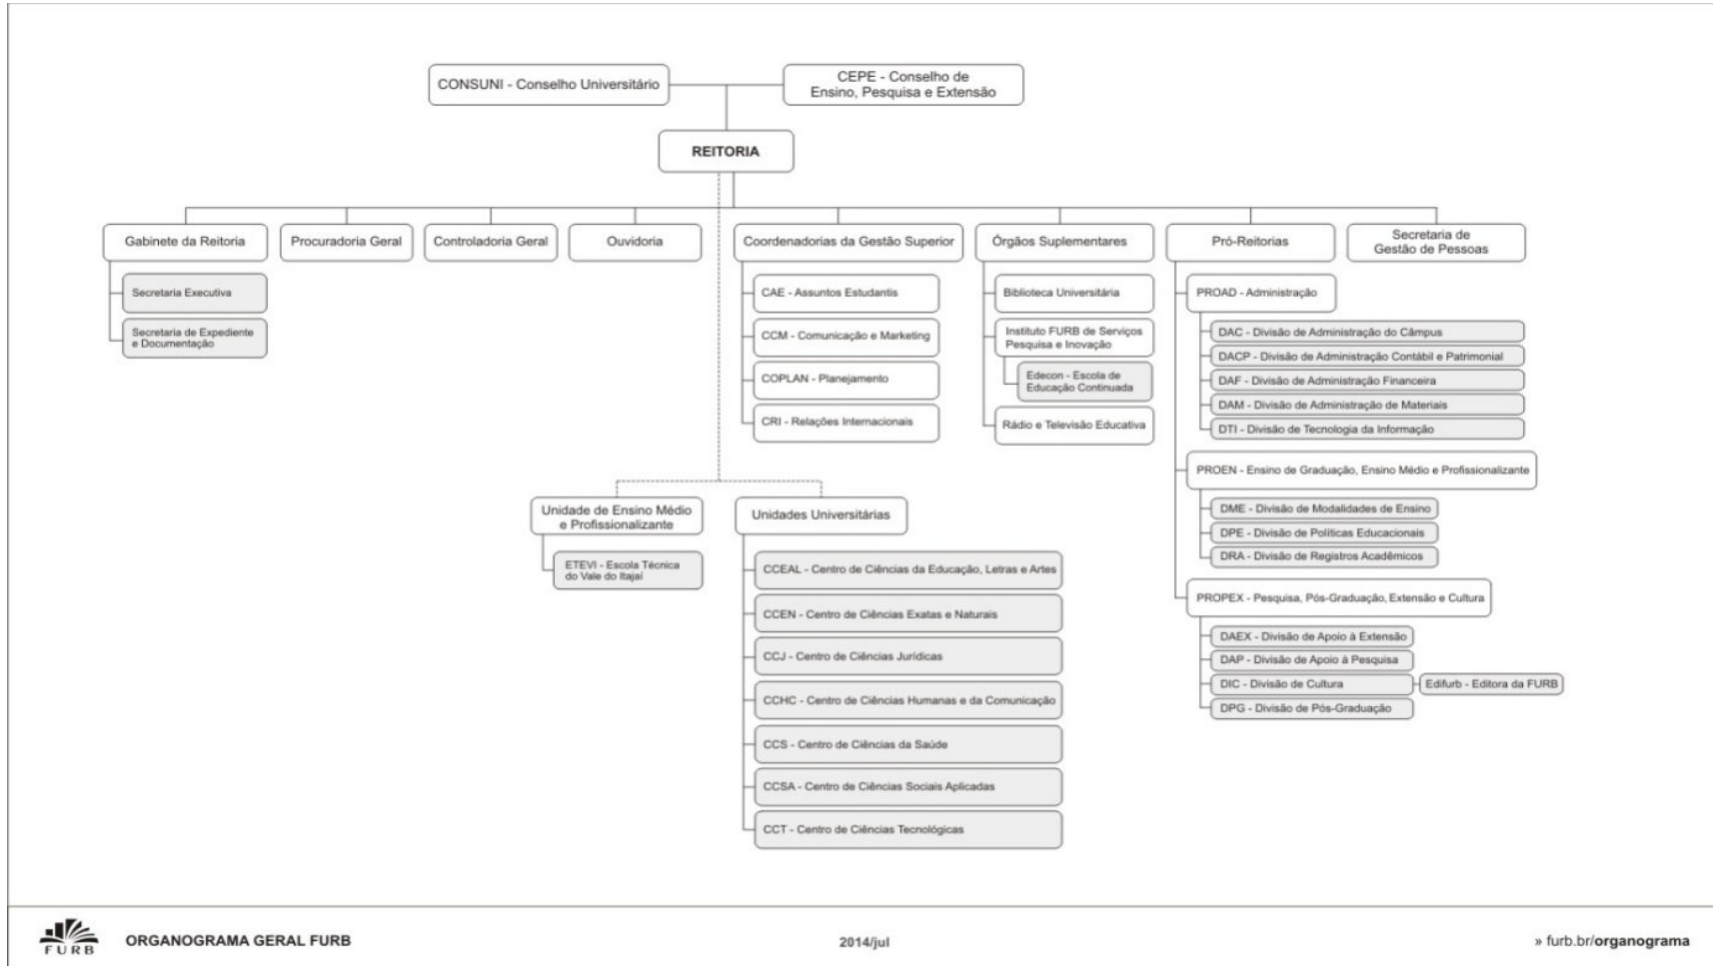 CONSUNI - Conselho Universitário
CEPE - Conselho de
Ensino, Pesquisa e Extensão
REITORIA
Gabinete da Reitoria
Secretaria Executiva
Secretaria de Expediente
e Documentação
Procuradoria Geral
Controladoria Geral
Ouvidoria
Coordenadorias da Gestão Superior
CAE - Assuntos Estudantis
CCM - Comunicação e Marketing
COPLAN - Planejamento
CRI - Relações Internacionais
Órgãos Suplementares
Biblioteca Universitária
Instituto FURB de Serviços
Pesquisa e Inovação
Edecon - Escola de
Educação Continuada
Rádio e Televisão Educativa
Pró-Reitorias
PROAD - Administração
DAC - Divisão de Administração do Câmpus
DACP - Divisão de Administração Contábil e Patrimonial
DAF - Divisão de Administração Financeira
DAM - Divisão de Administração de Materiais
DTI - Divisão de Tecnologia da Informação
PROEN - Ensino de Graduação, Ensino Médio e Profissionalizante
DME - Divisão de Modalidades de Ensino
DPE - Divisão de Políticas Educacionais
DRA - Divisão de Registros Acadêmicos
PROPEX - Pesquisa, Pós-Graduação, Extensão e Cultura
DAEX - Divisão de Apoio à Extensão
DAP - Divisão de Apoio à Pesquisa
DIC - Divisão de Cultura
Edifurb - Editora da FURB
DPG - Divisão de Pós-Graduação
Secretaria de
Gestão de Pessoas
Unidade de Ensino Médio
e Profissionalizante
ETEVI - Escola Técnica
do Vale do Itajaí
Unidades Universitárias
CCEAL - Centro de Ciências da Educação, Letras e Artes
CCEN - Centro de Ciências Exatas e Naturais
CCJ - Centro de Ciências Jurídicas
CCHC - Centro de Ciências Humanas e da Comunicação
CCS - Centro de Ciências da Saúde
CCSA - Centro de Ciências Sociais Aplicadas
CCT - Centro de Ciências Tecnológicas
FURB
ORGANOGRAMA GERAL FURB
2014/jul
» furb.br/organograma